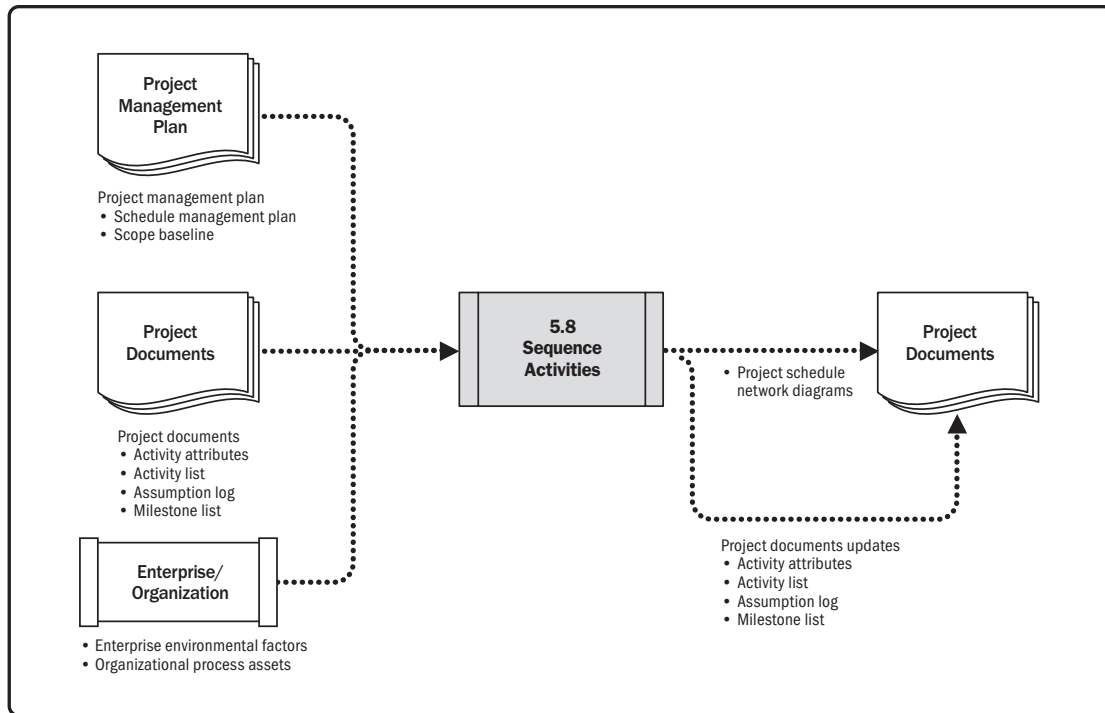 Project
Management
Plan
Project management plan
• Schedule management plan
• Scope baseline
Project
Documents
Project documents
• Activity attributes
• Activity list
• Assumption log
• Milestone list
Enterprise/
Organization
• Enterprise environmental factors
• Organizational process assets
5.8
Sequence
Activities
• Project schedule
network diagrams
Project
Documents
Project documents updates
• Activity attributes
• Activity list
• Assumption log
• Milestone list